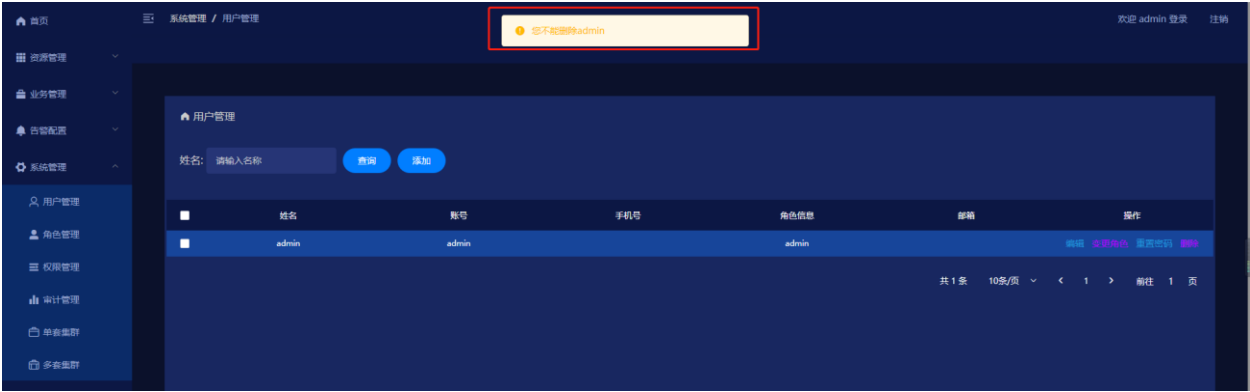 首页
系统管理 / 用户管理
您不能删除admin
欢迎 admin 登录 注销
资源管理
业务管理
告警配置
系统管理
用户管理
角色管理
权限管理
审计管理
单套集群
多套集群
用户管理
姓名: 请输入名称 查询 添加
姓名 账号 手机号 角色信息 邮箱 操作
admin admin admin 编辑 变更角色 重置密码 删除
共 1 条 10条/页 1 前往 1 页